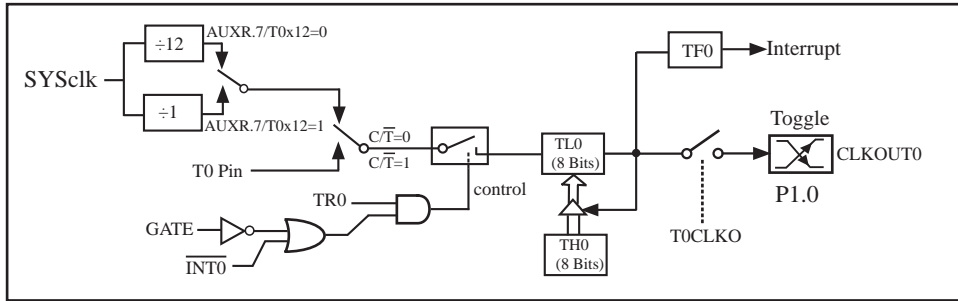 AUXR.7/T0x12=0
÷12
SYSclk
÷1
AUXR.7/T0x12=1
C/T̅=0
C/T̅=1
T0 Pin
TR0
control
GATE
I̅N̅T̅0̅
TL0
(8 Bits)
TH0
(8 Bits)
TF0
Interrupt
Toggle
CLKOUT0
P1.0
T0CLKO